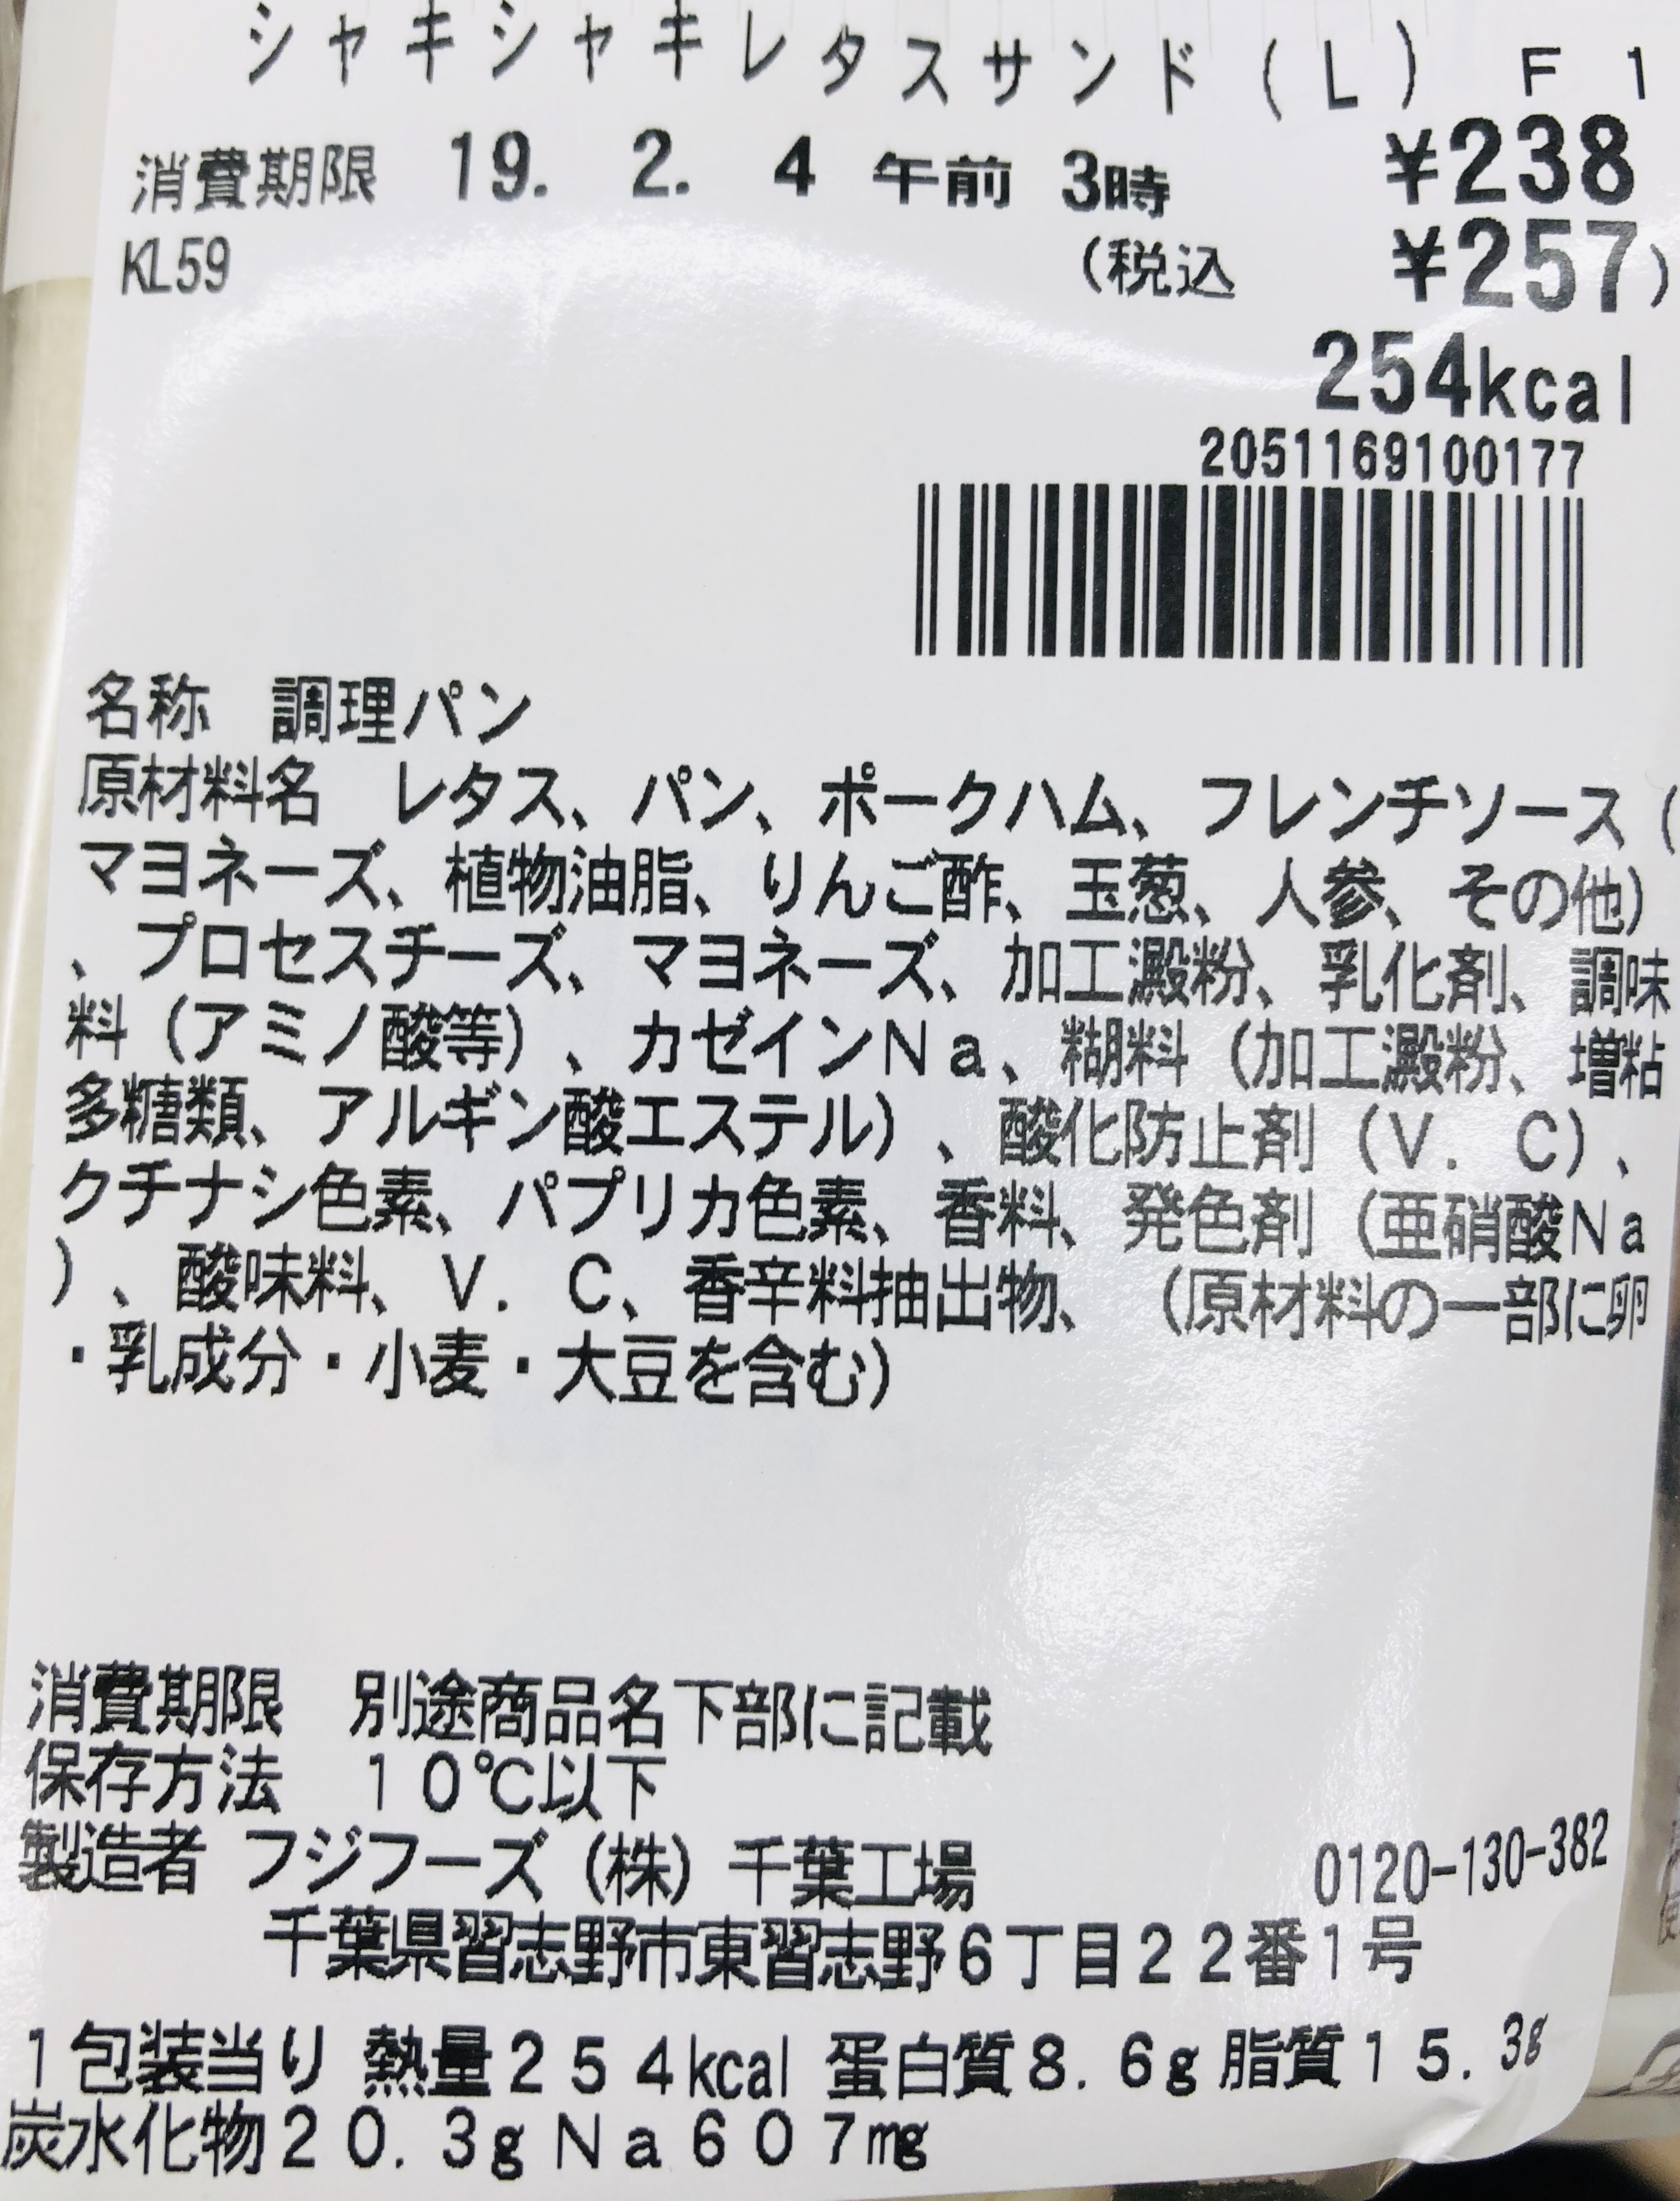 シャキシャキレタスサンド(L) F1
消費期限 19. 2. 4 午前 3時 ¥238
KL59 (税込 ¥257)
254kcal
2051169100177
名称 調理パン
原材料名 レタス、パン、ポークハム、フレンチソース(
マヨネーズ、植物油脂、りんご酢、玉葱、人参、その他)
、プロセスチーズ、マヨネーズ、加工澱粉、乳化剤、調味
料(アミノ酸等)、カゼインNa、糊料(加工澱粉、増粘
多糖類、アルギン酸エステル)、酸化防止剤(V.C)、
クチナシ色素、パプリカ色素、香料、発色剤(亜硝酸Na
)、酸味料、V.C、香辛料抽出物、(原材料の一部に卵
・乳成分・小麦・大豆を含む)
消費期限 別途商品名下部に記載
保存方法 10℃以下
製造者 フジフーズ(株)千葉工場 0120-130-382
千葉県習志野市東習志野6丁目22番1号
1包装当り 熱量254kcal 蛋白質8.6g 脂質15.3g
炭水化物20.3g Na607mg